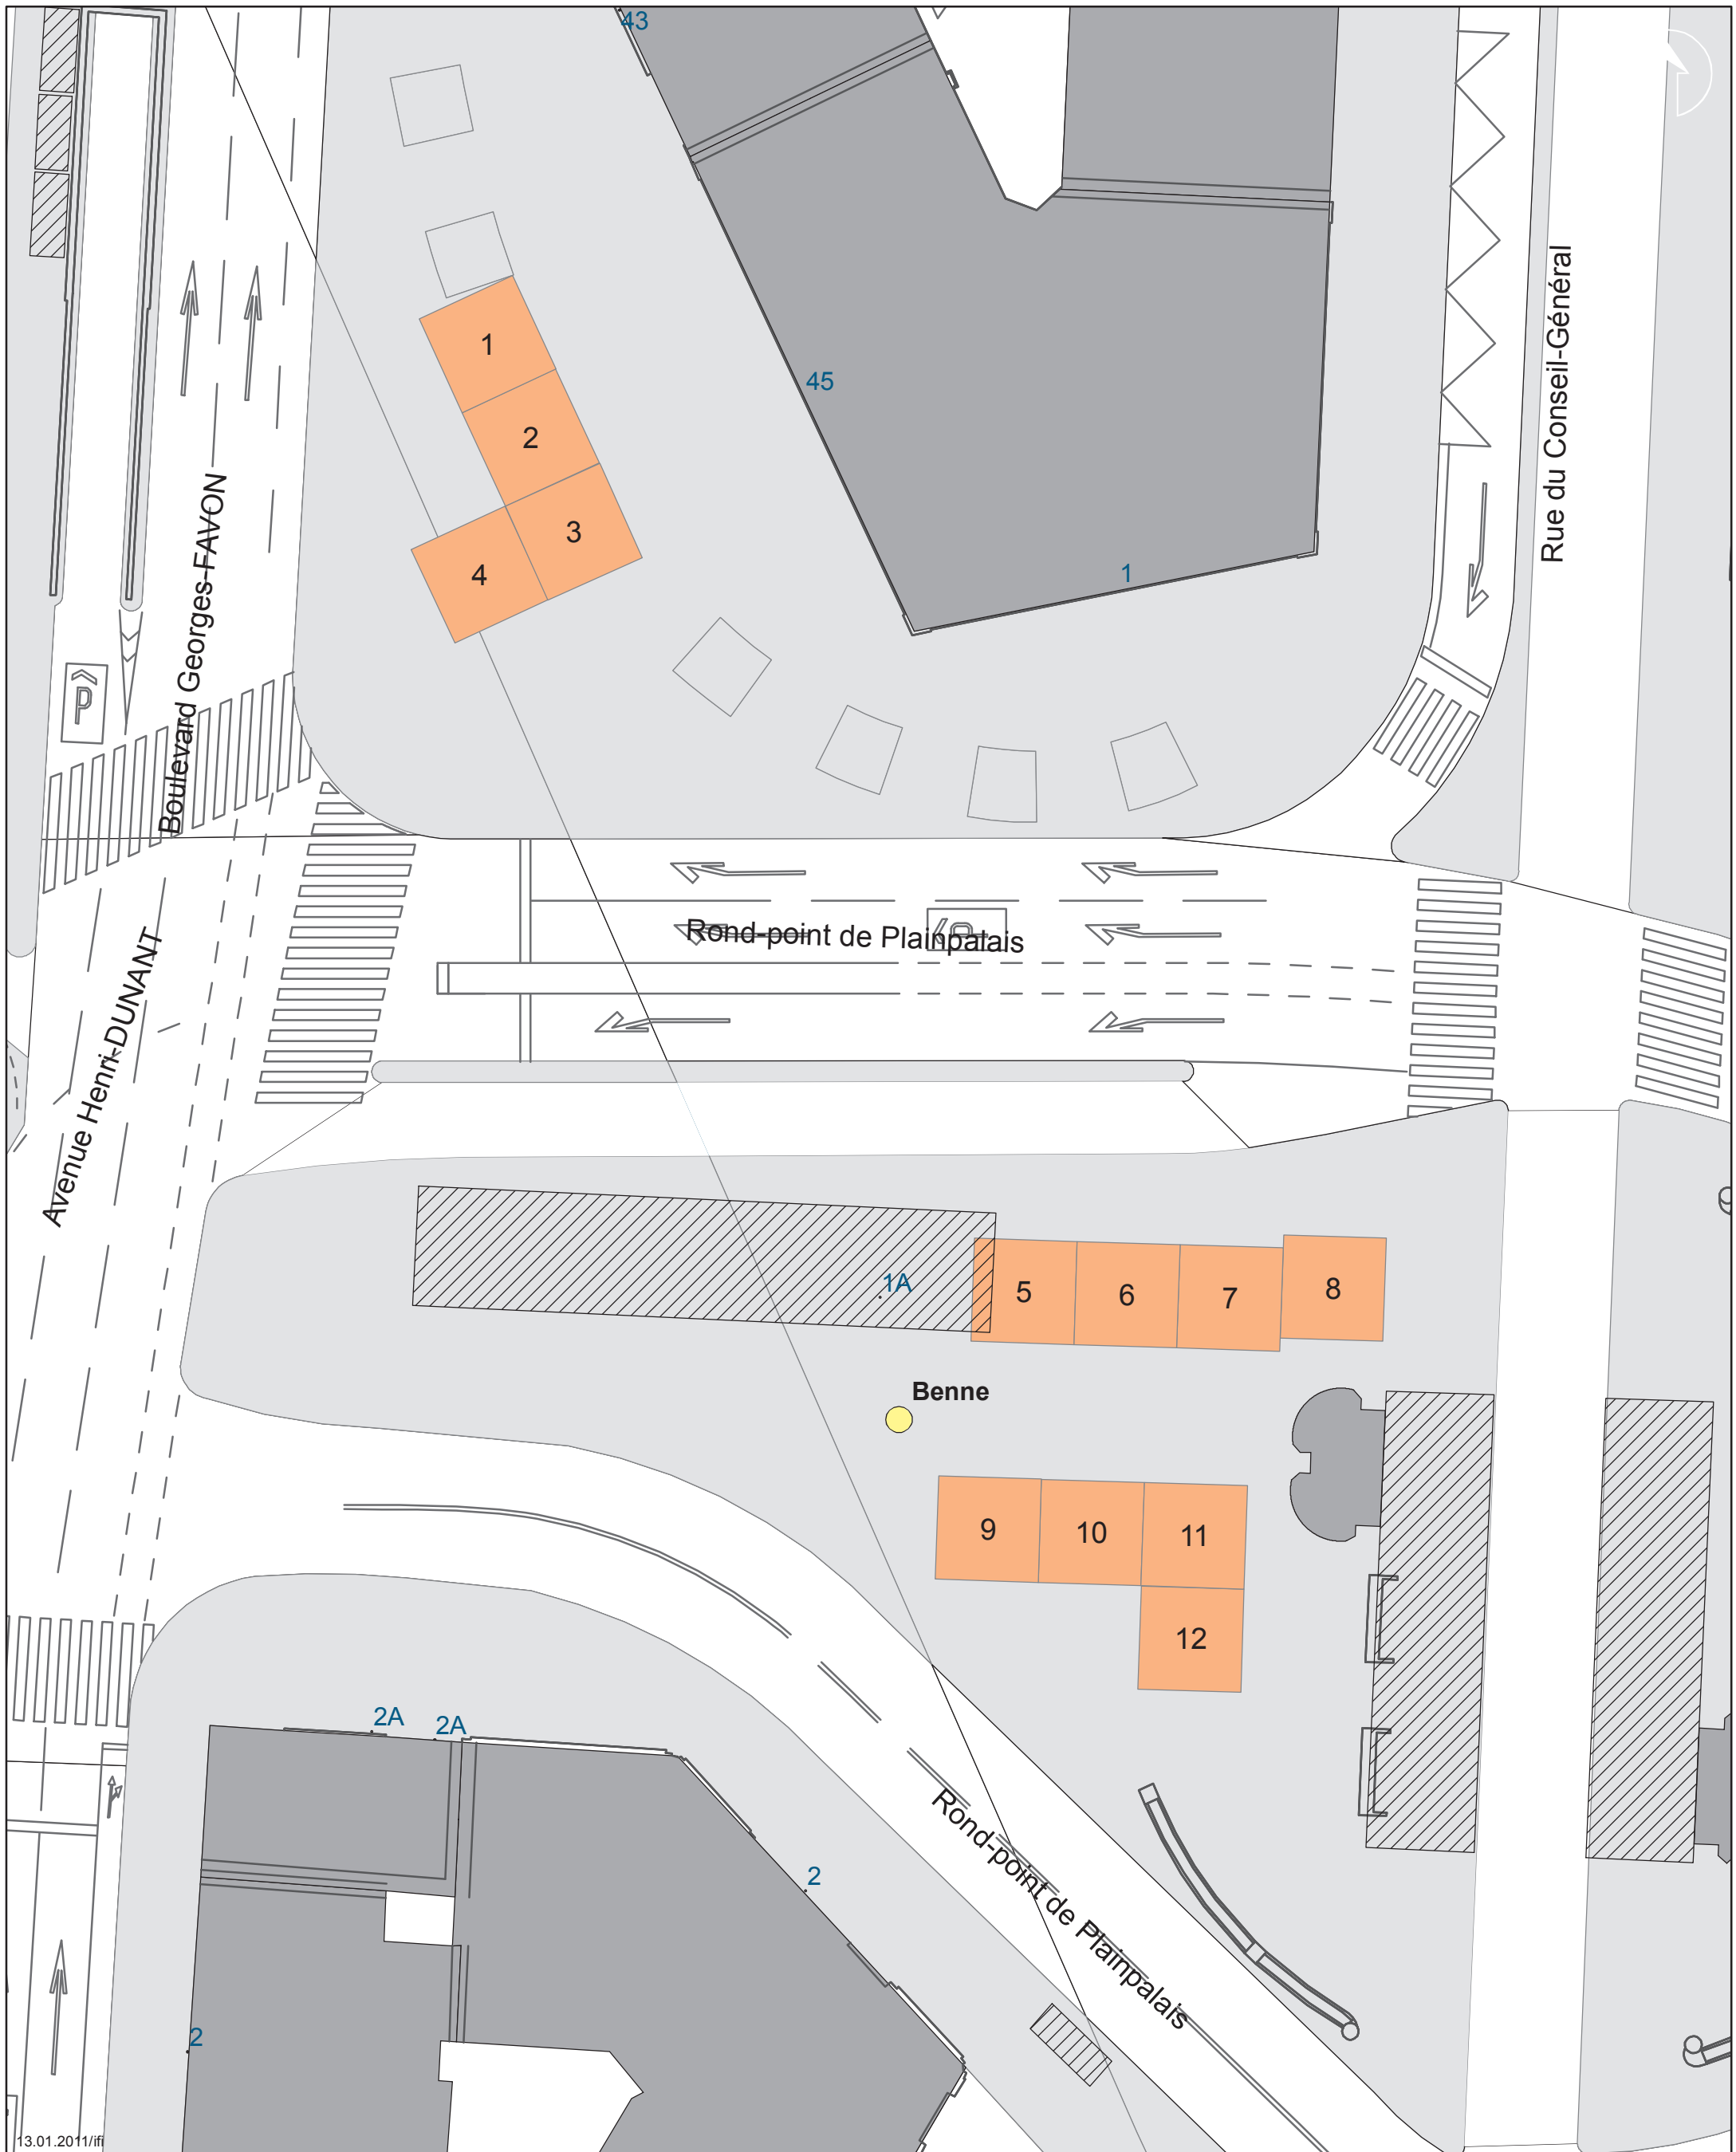 43
1
2
3
4
45
1
Rue du Conseil-Général
Boulevard Georges-FAVON
P
Avenue Henri-DUNANT
Rond-point de Plainpalais
P
1A
5
6
7
8
Benne
9
10
11
12
2A
2A
2
2
Rond-point de Plainpalais
13.01.2011/ifi